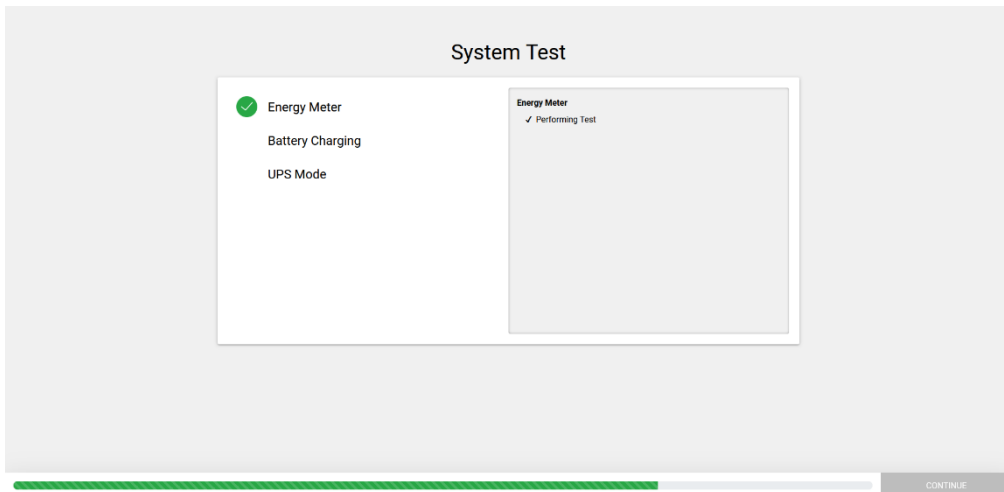 System Test
Energy Meter
Battery Charging
UPS Mode
Energy Meter
✓ Performing Test
CONTINUE